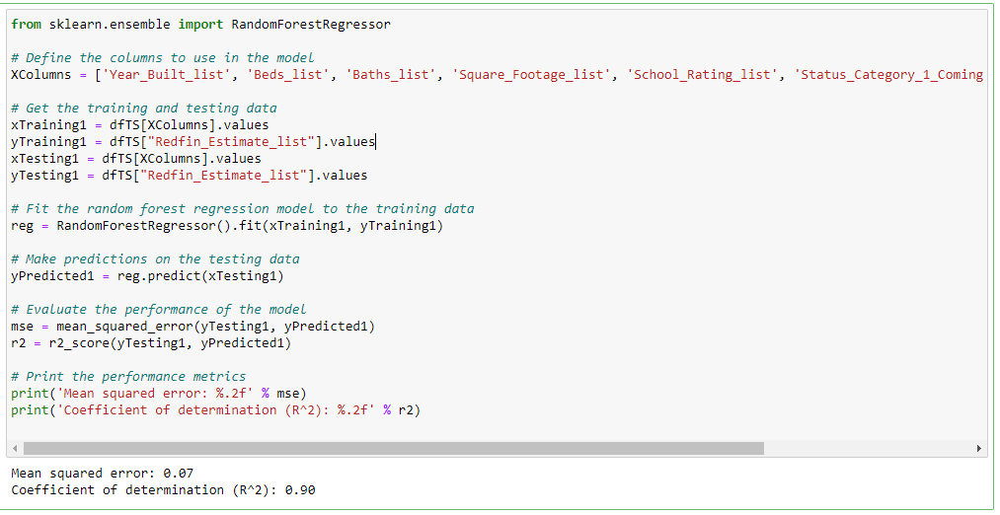 from sklearn.ensemble import RandomForestRegressor
# Define the columns to use in the model
XColumns = ['Year_Built_list', 'Beds_list', 'Baths_list', 'Square_Footage_list', 'School_Rating_list', 'Status_Category_1_Coming
# Get the training and testing data
xTraining1 = dfTS[XColumns].values
yTraining1 = dfTS["Redfin_Estimate_list"].values
xTesting1 = dfTS[XColumns].values
yTesting1 = dfTS["Redfin_Estimate_list"].values
# Fit the random forest regression model to the training data
reg = RandomForestRegressor().fit(xTraining1, yTraining1)
# Make predictions on the testing data
yPredicted1 = reg.predict(xTesting1)
# Evaluate the performance of the model
mse = mean_squared_error(yTesting1, yPredicted1)
r2 = r2_score(yTesting1, yPredicted1)
# Print the performance metrics
print('Mean squared error: %.2f' % mse)
print('Coefficient of determination (R^2): %.2f' % r2)
Mean squared error: 0.07
Coefficient of determination (R^2): 0.90